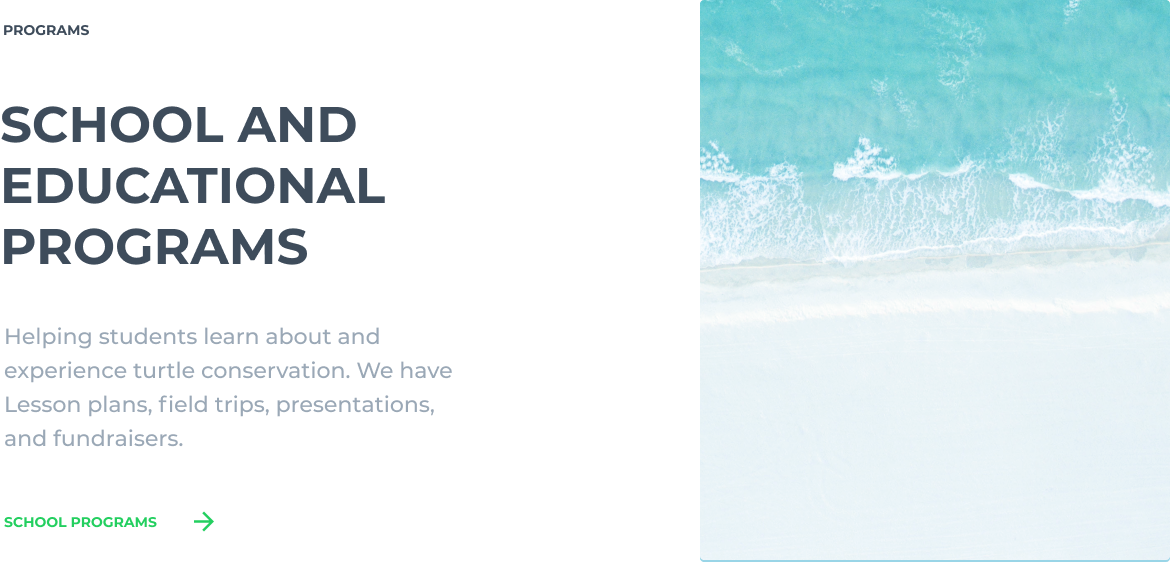 PROGRAMS
SCHOOL AND
EDUCATIONAL
PROGRAMS
Helping students learn about and
experience turtle conservation. We have
Lesson plans, field trips, presentations,
and fundraisers.
SCHOOL PROGRAMS